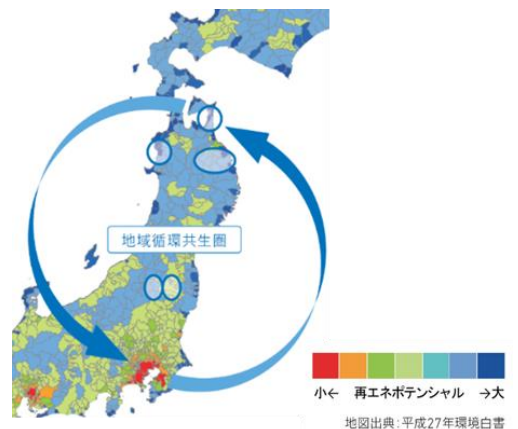 地域循環共生圏
小← 再エネポテンシャル →大
地図出典:平成27年環境白書